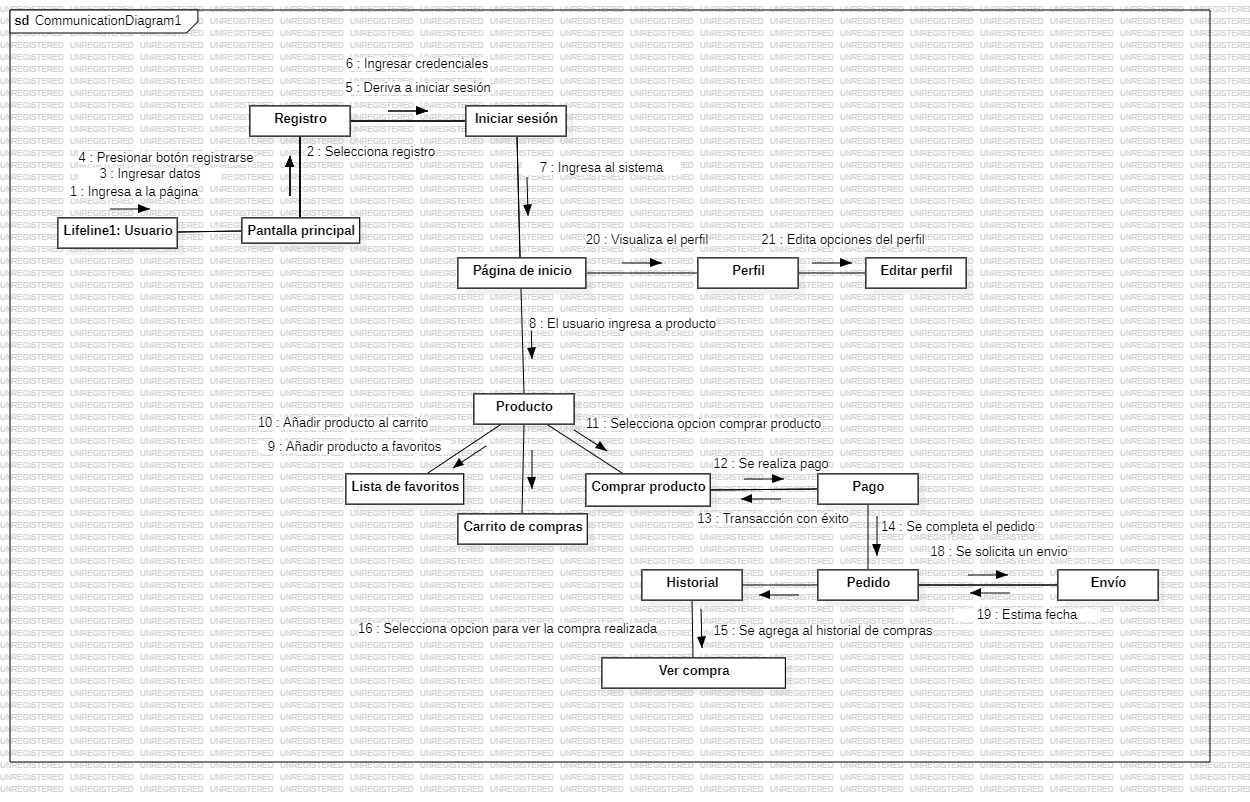 sd CommunicationDiagram1
6 : Ingresar credenciales
5 : Deriva a iniciar sesión
Registro
Iniciar sesión
4 : Presionar botón registrarse
2 : Selecciona registro
3 : Ingresar datos
7 : Ingresa al sistema
1 : Ingresa a la página
Lifeline1: Usuario
Pantalla principal
20 : Visualiza el perfil
21 : Edita opciones del perfil
Página de inicio
Perfil
Editar perfil
8 : El usuario ingresa a producto
Producto
10 : Añadir producto al carrito
11 : Selecciona opcion comprar producto
9 : Añadir producto a favoritos
12 : Se realiza pago
Lista de favoritos
Comprar producto
Pago
13 : Transacción con éxito
Carrito de compras
14 : Se completa el pedido
18 : Se solicita un envio
Historial
Pedido
Envío
19 : Estima fecha
16 : Selecciona opcion para ver la compra realizada
15 : Se agrega al historial de compras
Ver compra
UNREGISTERED